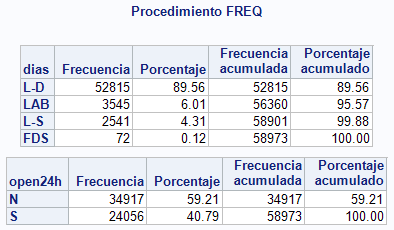 Procedimiento FREQ
dias Frecuencia Porcentaje Frecuencia acumulada Porcentaje acumulado
L-D 52815 89.56 52815 89.56
LAB 3545 6.01 56360 95.57
L-S 2541 4.31 58901 99.88
FDS 72 0.12 58973 100.00
open24h Frecuencia Porcentaje Frecuencia acumulada Porcentaje acumulado
N 34917 59.21 34917 59.21
S 24056 40.79 58973 100.00